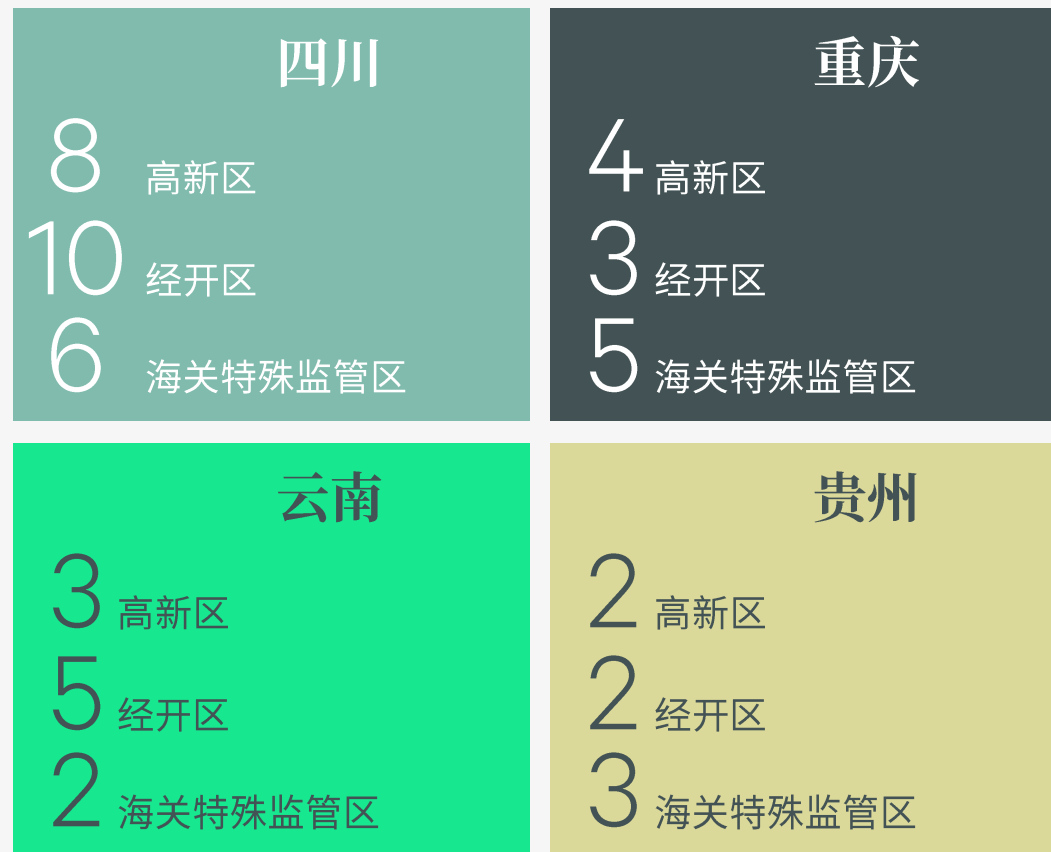 四川
8 高新区
10 经开区
6 海关特殊监管区
重庆
4 高新区
3 经开区
5 海关特殊监管区
云南
3 高新区
5 经开区
2 海关特殊监管区
贵州
2 高新区
2 经开区
3 海关特殊监管区